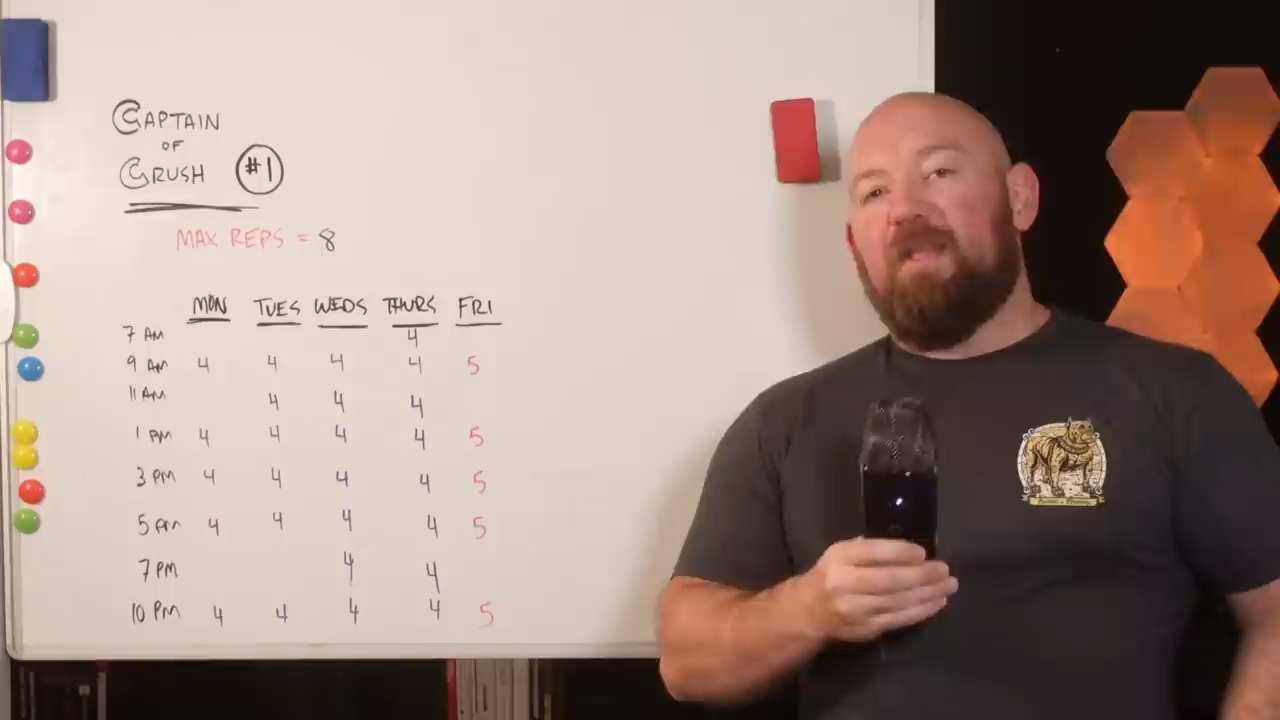 CAPTAIN
OF
CRUSH #1
MAX REPS = 8
MON TUES WEDS THURS FRI
7 AM 4
9 AM 4 4 4 4 5
11 AM 4 4 4
1 PM 4 4 4 4 5
3 PM 4 4 4 4 5
5 AM 4 4 4 4 5
7 PM 4 4
10 PM 4 4 4 4 5